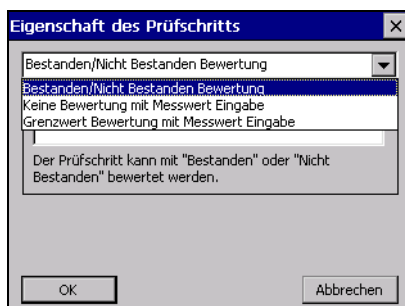 Eigenschaft des Prüfschritts
Bestanden/Nicht Bestanden Bewertung
Bestanden/Nicht Bestanden Bewertung
Keine Bewertung mit Messwert Eingabe
Grenzwert Bewertung mit Messwert Eingabe
Der Prüfschritt kann mit "Bestanden" oder "Nicht
Bestanden" bewertet werden.
OK
Abbrechen